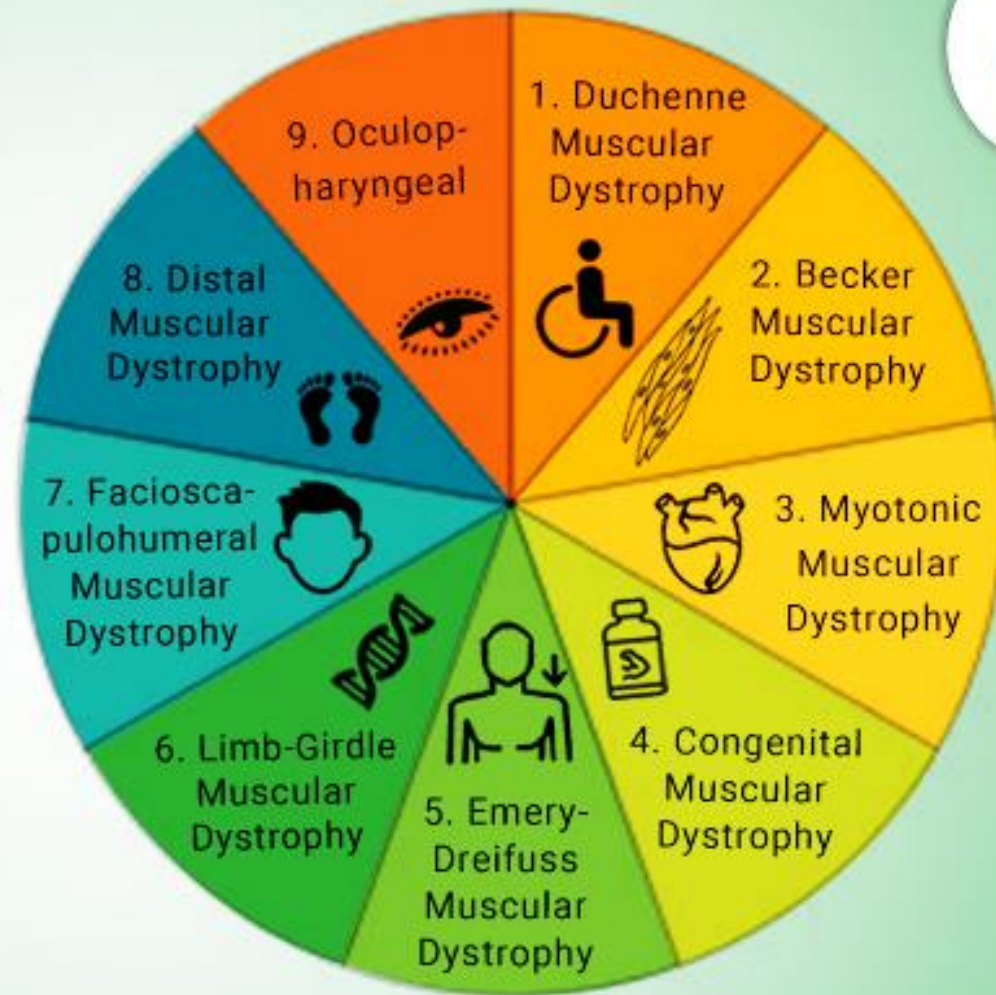 1. Duchenne
Muscular
Dystrophy
2. Becker
Muscular
Dystrophy
3. Myotonic
Muscular
Dystrophy
4. Congenital
Muscular
Dystrophy
5. Emery-
Dreifuss
Muscular
Dystrophy
6. Limb-Girdle
Muscular
Dystrophy
7. Faciosca-
pulohumeral
Muscular
Dystrophy
8. Distal
Muscular
Dystrophy
9. Oculop-
haryngeal